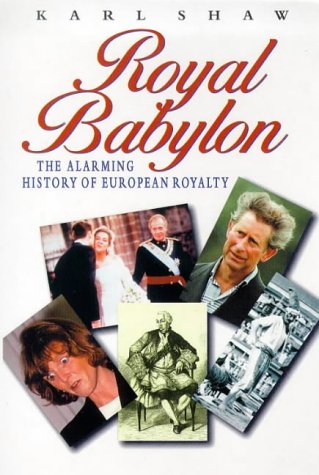 KARL SHAW
Royal
Babylon
THE ALARMING
HISTORY OF EUROPEAN ROYALTY